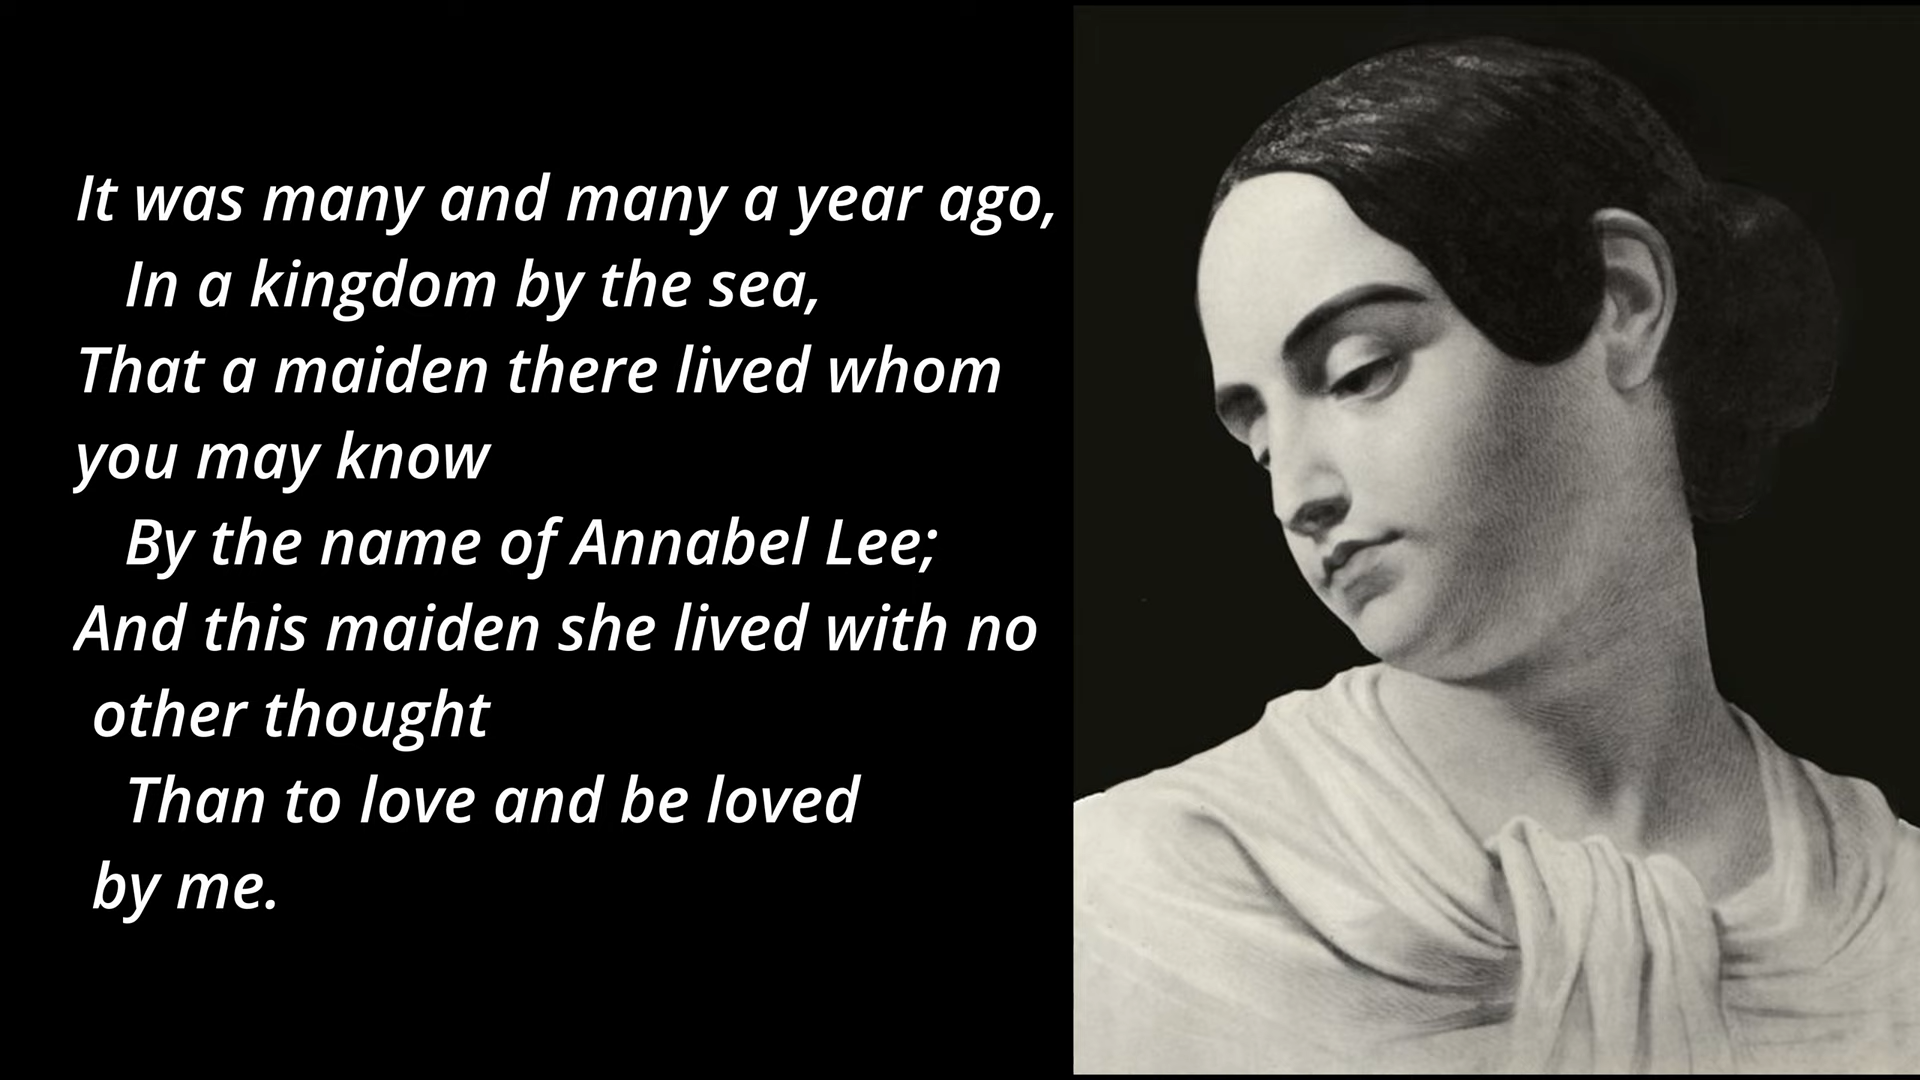 It was many and many a year ago,
In a kingdom by the sea,
That a maiden there lived whom
you may know
By the name of Annabel Lee;
And this maiden she lived with no
other thought
Than to love and be loved
by me.